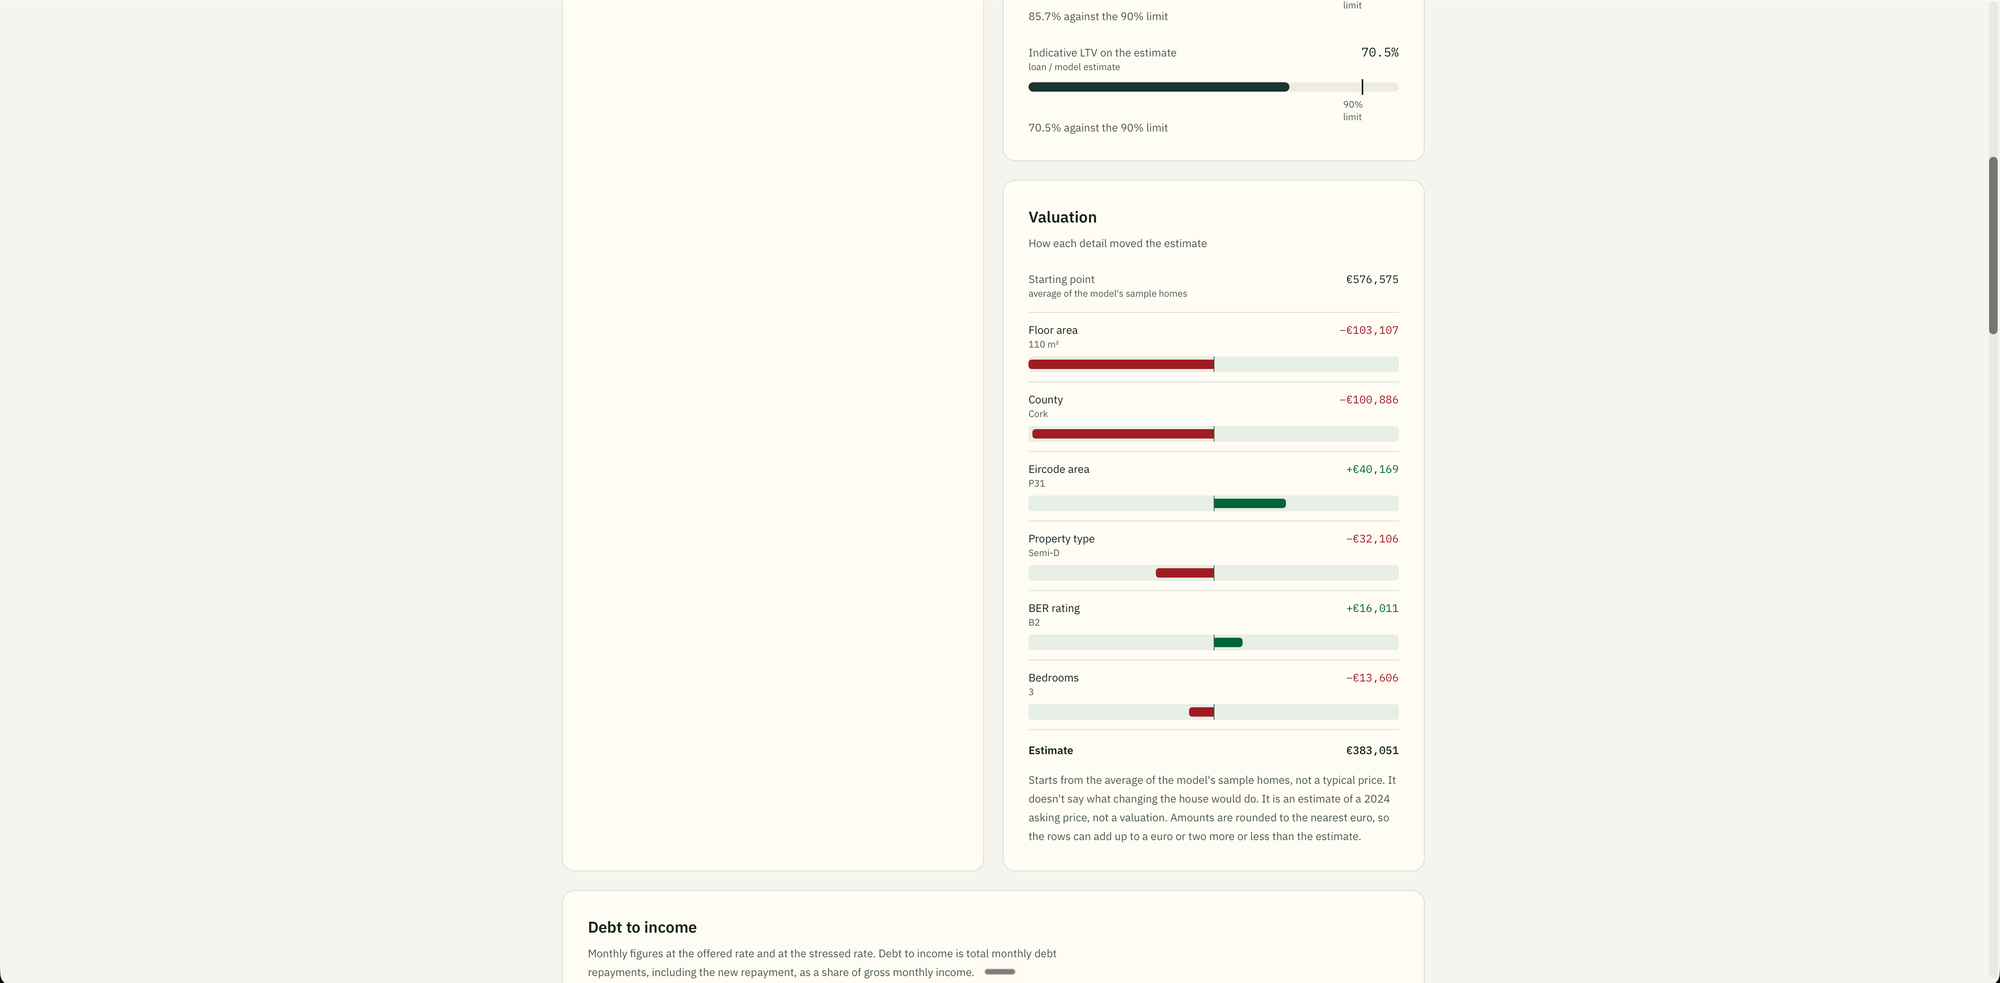 limit
85.7% against the 90% limit
Indicative LTV on the estimate
70.5%
loan / model estimate
90%
limit
70.5% against the 90% limit
Valuation
How each detail moved the estimate
Starting point
€576,575
average of the model's sample homes
Floor area
−€103,107
110 m²
County
−€100,886
Cork
Eircode area
+€40,169
P31
Property type
−€32,106
Semi-D
BER rating
+€16,011
B2
Bedrooms
−€13,606
3
Estimate
€383,051
Starts from the average of the model's sample homes, not a typical price. It
doesn't say what changing the house would do. It is an estimate of a 2024
asking price, not a valuation. Amounts are rounded to the nearest euro, so
the rows can add up to a euro or two more or less than the estimate.
Debt to income
Monthly figures at the offered rate and at the stressed rate. Debt to income is total monthly debt
repayments, including the new repayment, as a share of gross monthly income.